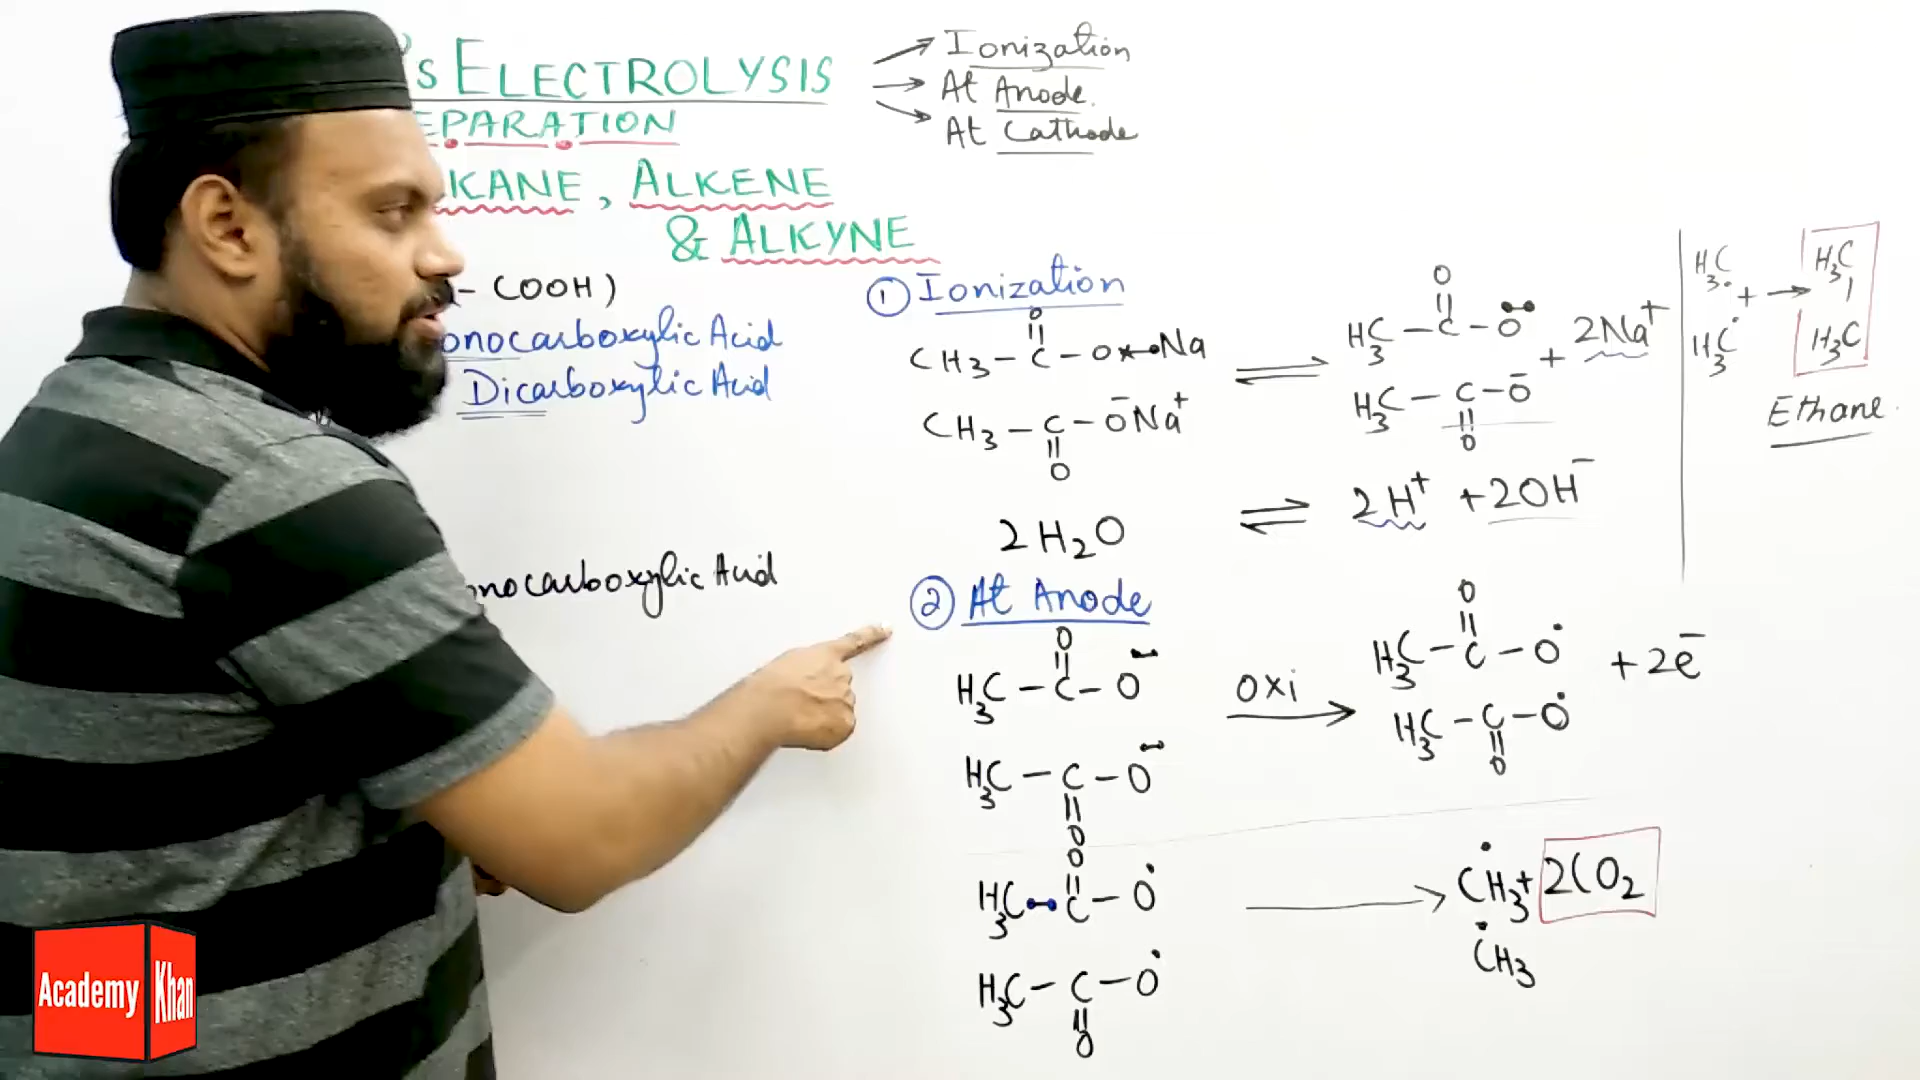 's ELECTROLYSIS
EPARATION
KANE, ALKENE
& ALKYNE
Ionization
At Anode.
At Cathode
- COOH)
onocarboxylic Acid
Dicarboxylic Acid
onocarboxylic Acid
① Ionization
O
CH3 - C - O Na
CH3 - C - O⁻Na⁺
O
2H2O
⇌
O
H3C - C - O
H3C - C - O⁻
O
+ 2Na⁺
⇌ 2H⁺ + 2OH⁻
② At Anode
O
H3C - C - O
H3C - C - O
O
oxi
O
H3C - C - O•
H3C - C - O•
O
+ 2e⁻
O
H3C C - O•
H3C - C - O•
O
→
•CH3 + 2CO2
•CH3
H3C• + →
H3C•
H3C
H3C
Ethane.
Academy Khan